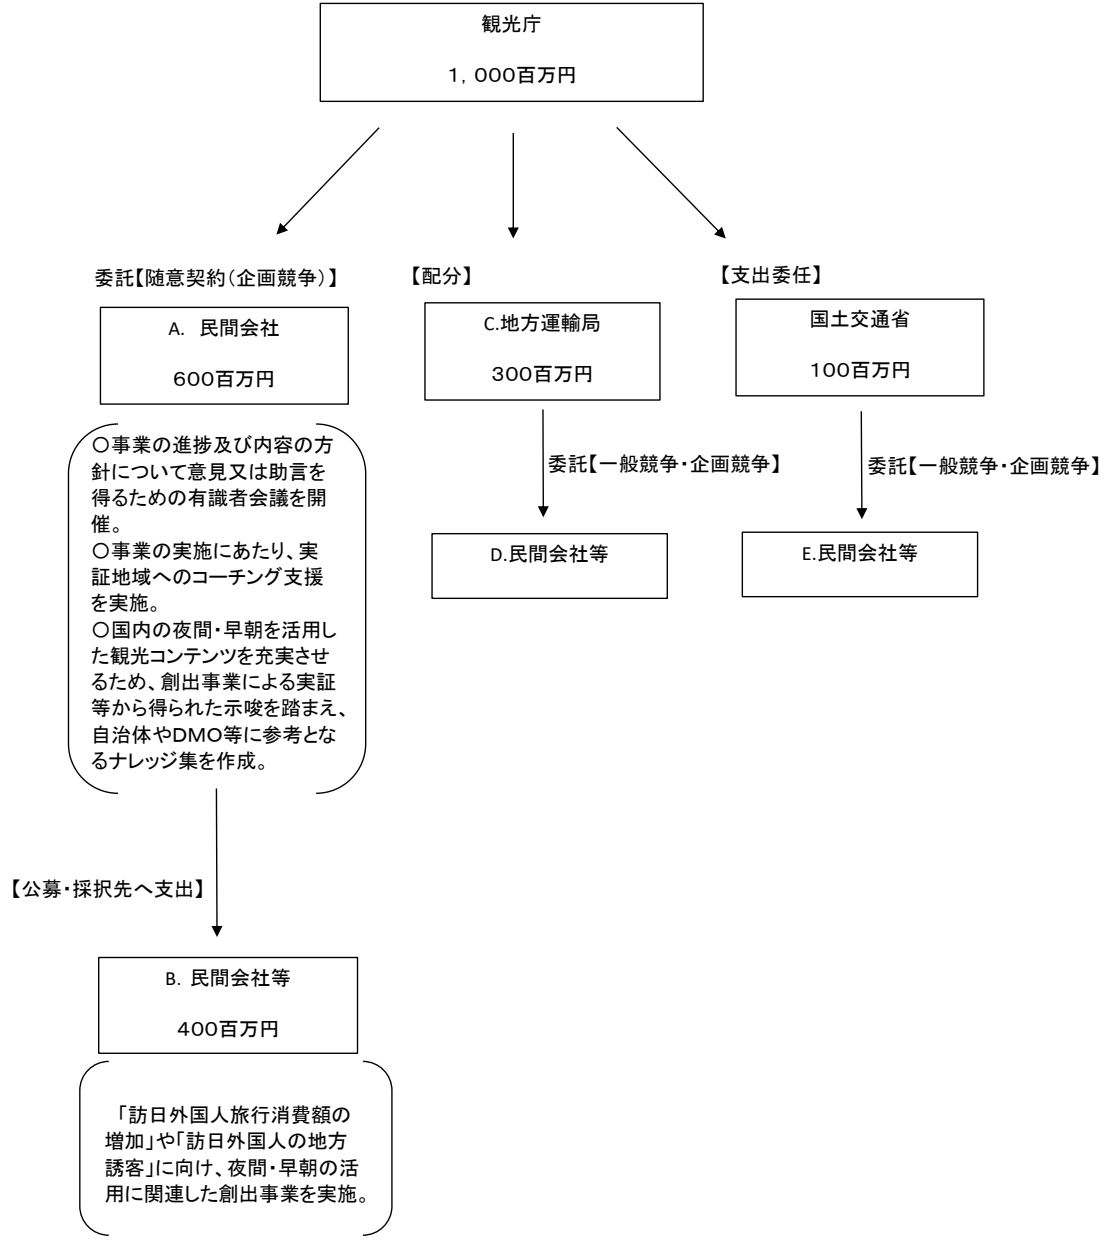 観光庁
1，000百万円
委託【随意契約（企画競争）】
A.　民間会社
600百万円
○事業の進捗及び内容の方
針について意見又は助言を
得るための有識者会議を開
催。
○事業の実施にあたり、実
証地域へのコーチング支援
を実施。
○国内の夜間・早朝を活用し
た観光コンテンツを充実させ
るため、創出事業による実証
等から得られた示唆を踏まえ、
自治体やDMO等に参考とな
るナレッジ集を作成。
【公募・採択先へ支出】
B. 民間会社等
400百万円
「訪日外国人旅行消費額の
増加」や「訪日外国人の地方
誘客」に向け、夜間・早朝の活
用に関連した創出事業を実施。
【配分】
C.地方運輸局
300百万円
委託【一般競争・企画競争】
D.民間会社等
【支出委任】
国土交通省
100百万円
委託【一般競争・企画競争】
E.民間会社等